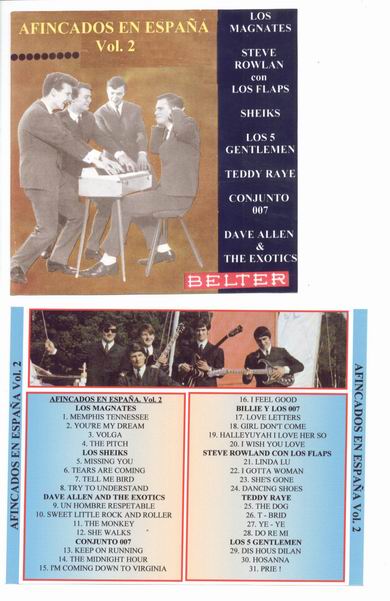 AFINCADOS EN ESPAÑA
Vol. 2
LOS
MAGNATES
STEVE
ROWLAN
con
LOS FLAPS
SHEIKS
LOS 5
GENTLEMEN
TEDDY RAYE
CONJUNTO
007
DAVE ALLEN
&
THE EXOTICS
BELTER
AFINCADOS EN ESPAÑA Vol. 2
AFINCADOS EN ESPAÑA. Vol. 2
LOS MAGNATES
1. MEMPHIS TENNESSEE
2. YOU'RE MY DREAM
3. VOLGA
4. THE PITCH
LOS SHEIKS
5. MISSING YOU
6. TEARS ARE COMING
7. TELL ME BIRD
8. TRY TO UNDERSTAND
DAVE ALLEN AND THE EXOTICS
9. UN HOMBRE RESPETABLE
10. SWEET LITTLE ROCK AND ROLLER
11. THE MONKEY
12. SHE WALKS
CONJUNTO 007
13. KEEP ON RUNNING
14. THE MIDNIGHT HOUR
15. I'M COMING DOWN TO VIRGINIA
16. I FEEL GOOD
BILLIE Y LOS 007
17. LOVE LETTERS
18. GIRL DON'T COME
19. HALLEYUYAH I LOVE HER SO
20. I WISH YOU LOVE
STEVE ROWLAND CON LOS FLAPS
21. LINDA LU
22. I GOTTA WOMAN
23. SHE'S GONE
24. DANCING SHOES
TEDDY RAYE
25. THE DOG
26. T - BRID
27. YE - YE
28. DO RE MI
LOS 5 GENTLEMEN
29. DIS HOUS DILAN
30. HOSANNA
31. PRIE !
AFINCADOS EN ESPAÑA Vol. 2